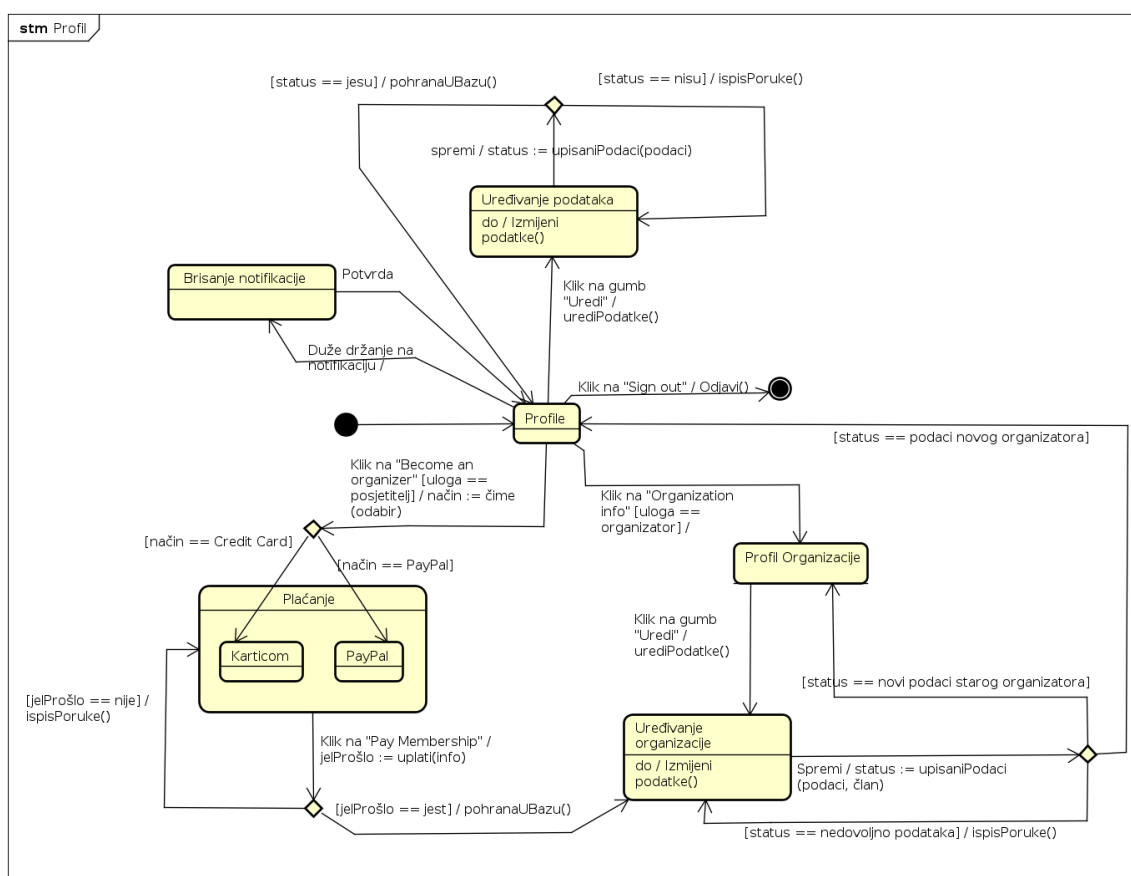 stm Profil
[status == jesu] / pohranaUBazu()
[status == nisu] / ispisPoruke()
spremi / status := upisaniPodaci(podaci)
Uređivanje podataka
do / Izmijeni
podatke()
Brisanje notifikacije
Potvrda
Klik na gumb
"Uredi" /
urediPodatke()
Duže držanje na
notifikaciju /
Klik na "Sign out" / Odjavi()
Profile
[status == podaci novog organizatora]
Klik na "Become an
organizer" [uloga ==
posjetitelj] / način := čime
(odabir)
Klik na "Organization
info" [uloga ==
organizator] /
[način == Credit Card]
[način == PayPal]
Profil Organizacije
Plaćanje
Karticom
PayPal
Klik na gumb
"Uredi" /
urediPodatke()
[status == novi podaci starog organizatora]
[jelProšlo == nije] /
ispisPoruke()
Klik na "Pay Membership" /
jelProšlo := uplati(info)
Uređivanje
organizacije
do / Izmijeni
podatke()
Spremi / status := upisaniPodaci
(podaci, član)
[jelProšlo == jest] / pohranaUBazu()
[status == nedovoljno podataka] / ispisPoruke()